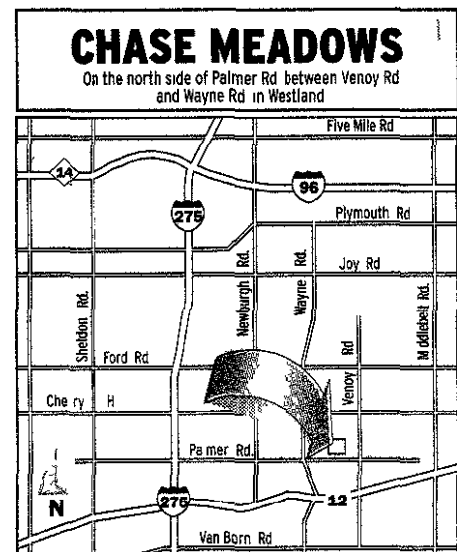 CHASE MEADOWS
On the north side of Palmer Rd between Venoy Rd
and Wayne Rd in Westland
Five Mile Rd
14
96
275
Plymouth Rd
Joy Rd
Sheldon Rd.
Newburgh Rd.
Wayne Rd.
Middlebelt Rd.
Venoy Rd
Ford Rd
Che ry H
Pa mer Rd.
N
275
12
Van Born Rd